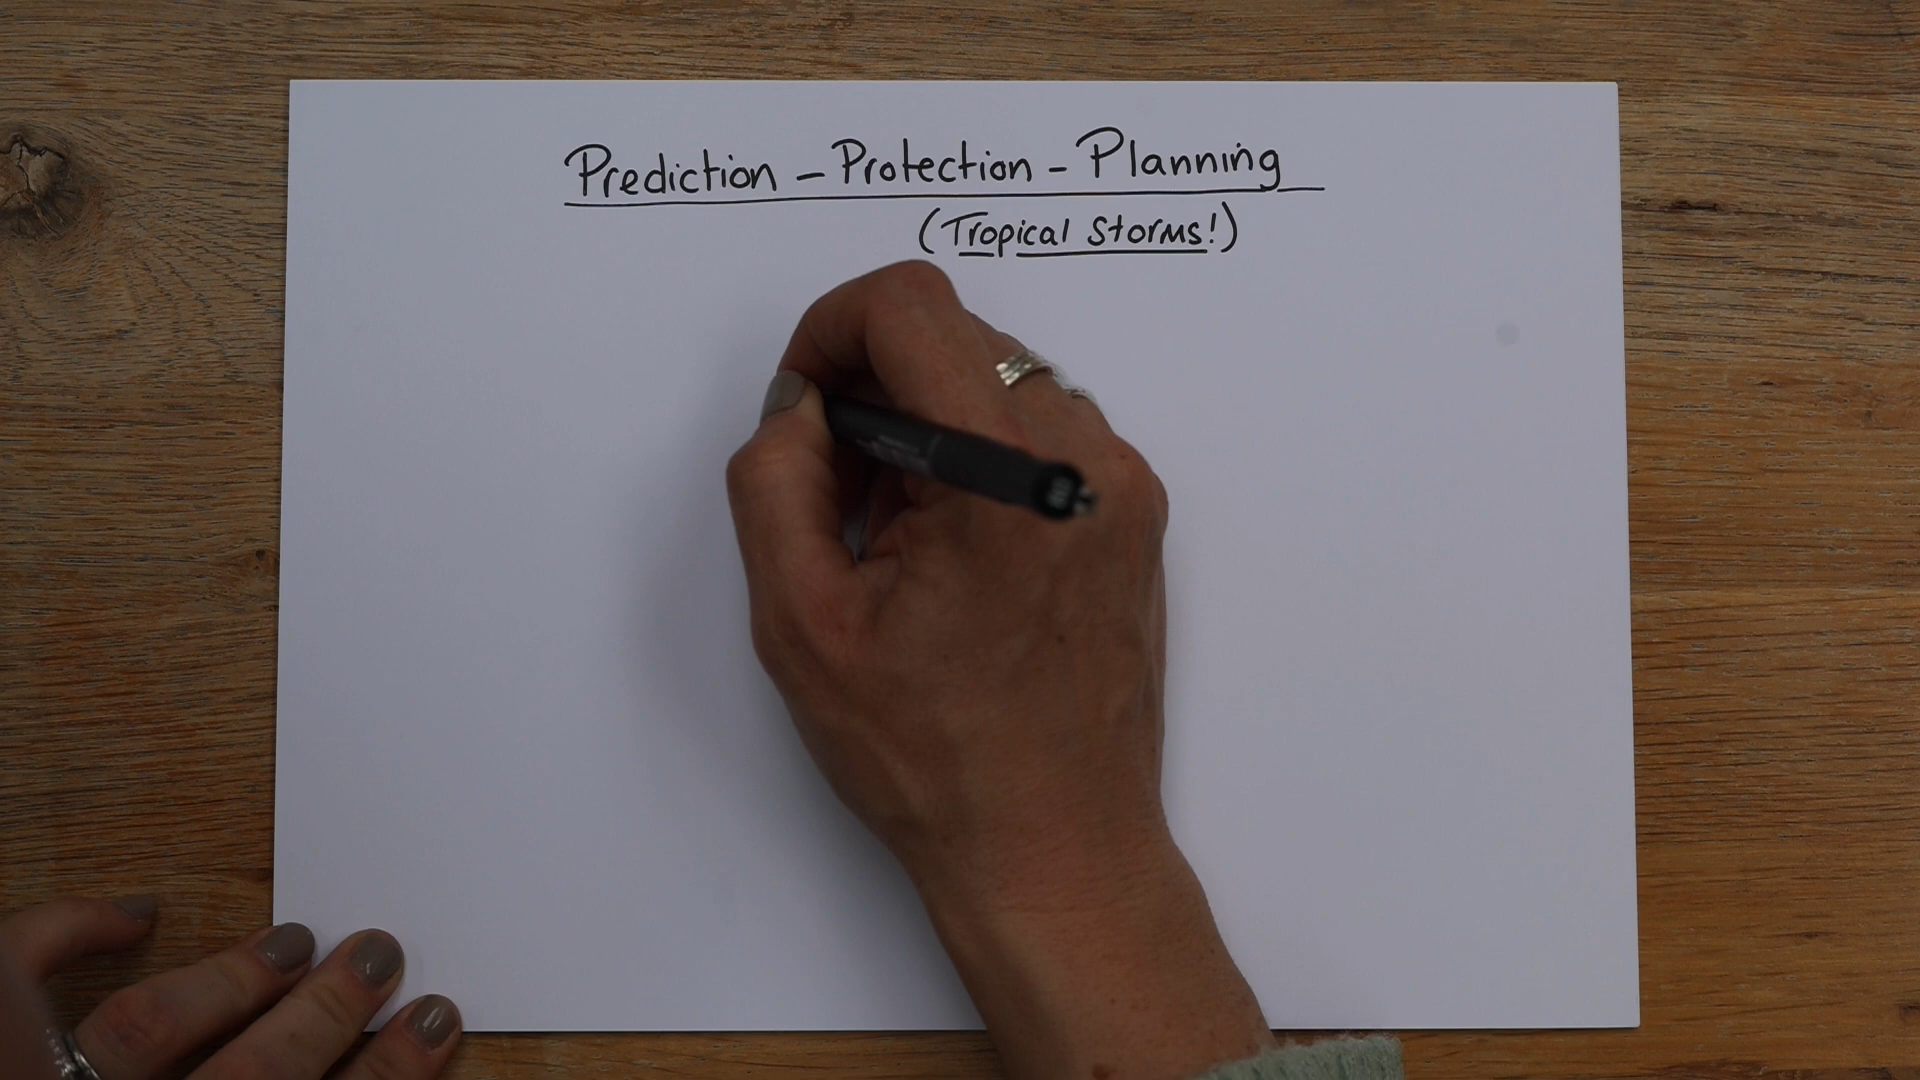 Prediction - Protection - Planning
(Tropical Storms!)